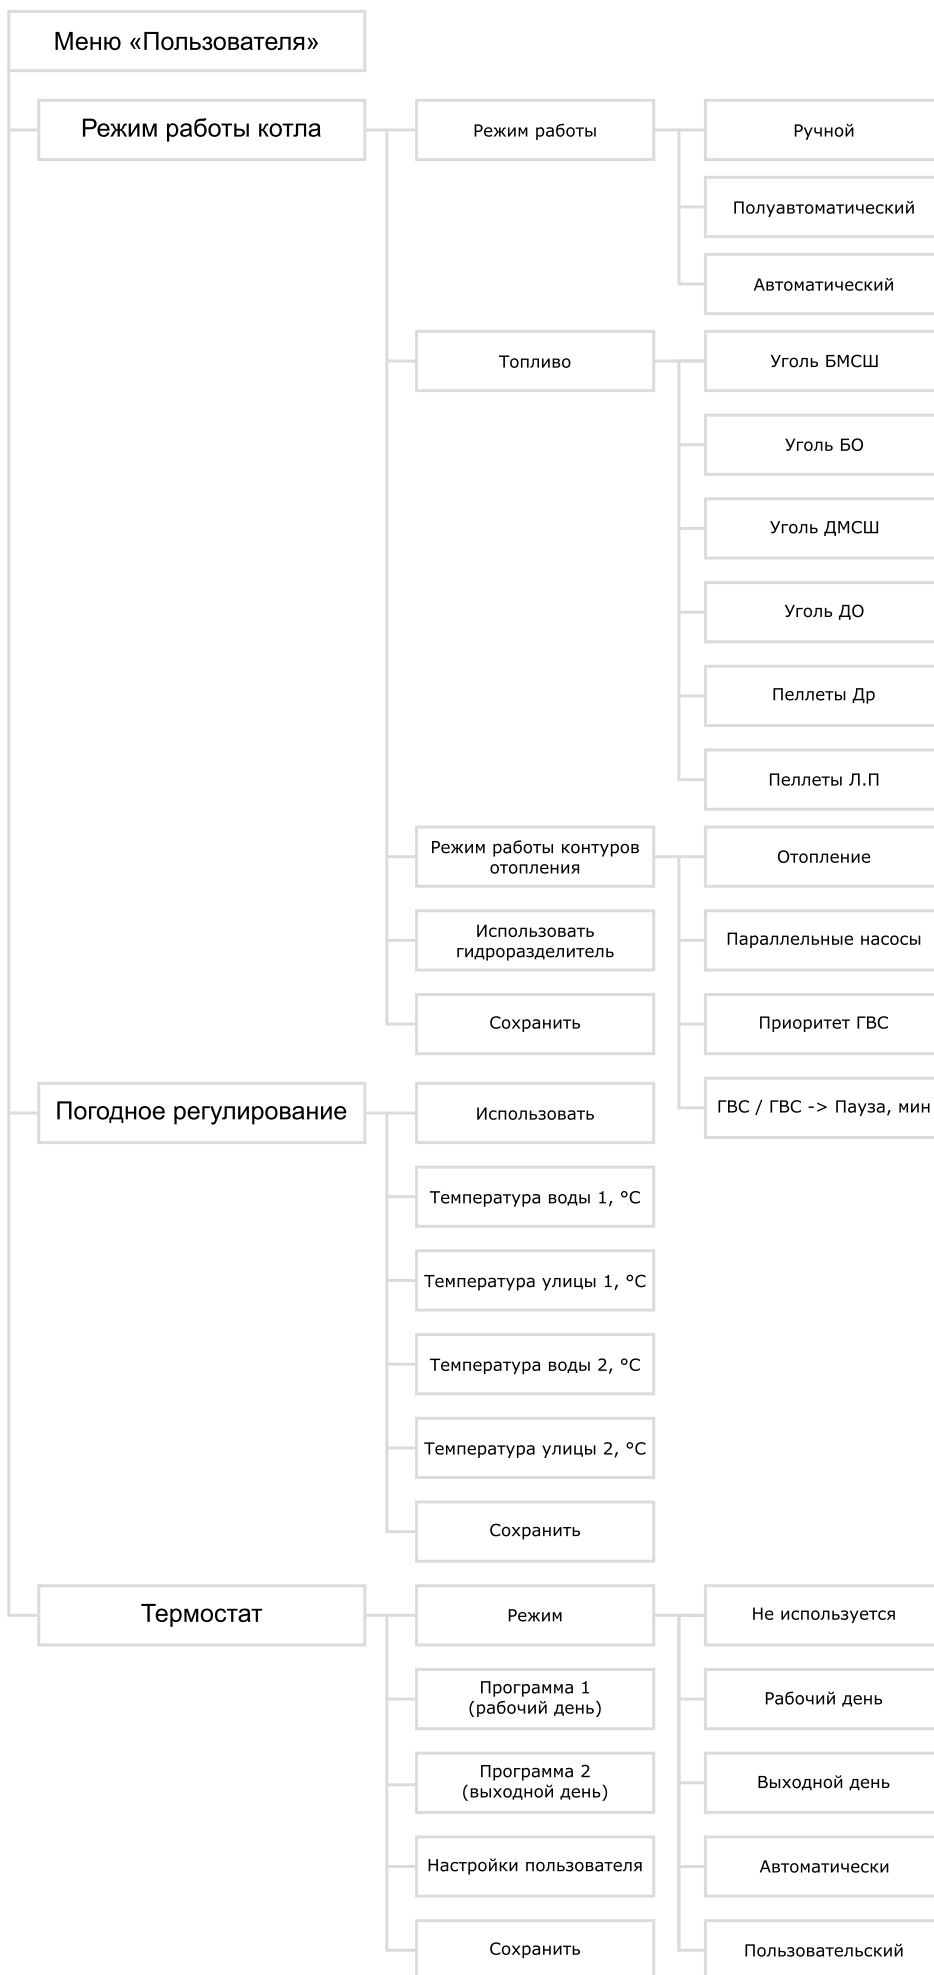 Меню «Пользователя»
Режим работы котла
Режим работы
Ручной
Полуавтоматический
Автоматический
Топливо
Уголь БМСШ
Уголь БО
Уголь ДМСШ
Уголь ДО
Пеллеты Др
Пеллеты Л.П
Режим работы контуров
отопления
Отопление
Параллельные насосы
Приоритет ГВС
ГВС / ГВС -> Пауза, мин
Использовать
гидроразделитель
Сохранить
Погодное регулирование
Использовать
Температура воды 1, °С
Температура улицы 1, °С
Температура воды 2, °С
Температура улицы 2, °С
Сохранить
Термостат
Режим
Не используется
Рабочий день
Выходной день
Автоматически
Пользовательский
Программа 1
(рабочий день)
Программа 2
(выходной день)
Настройки пользователя
Сохранить